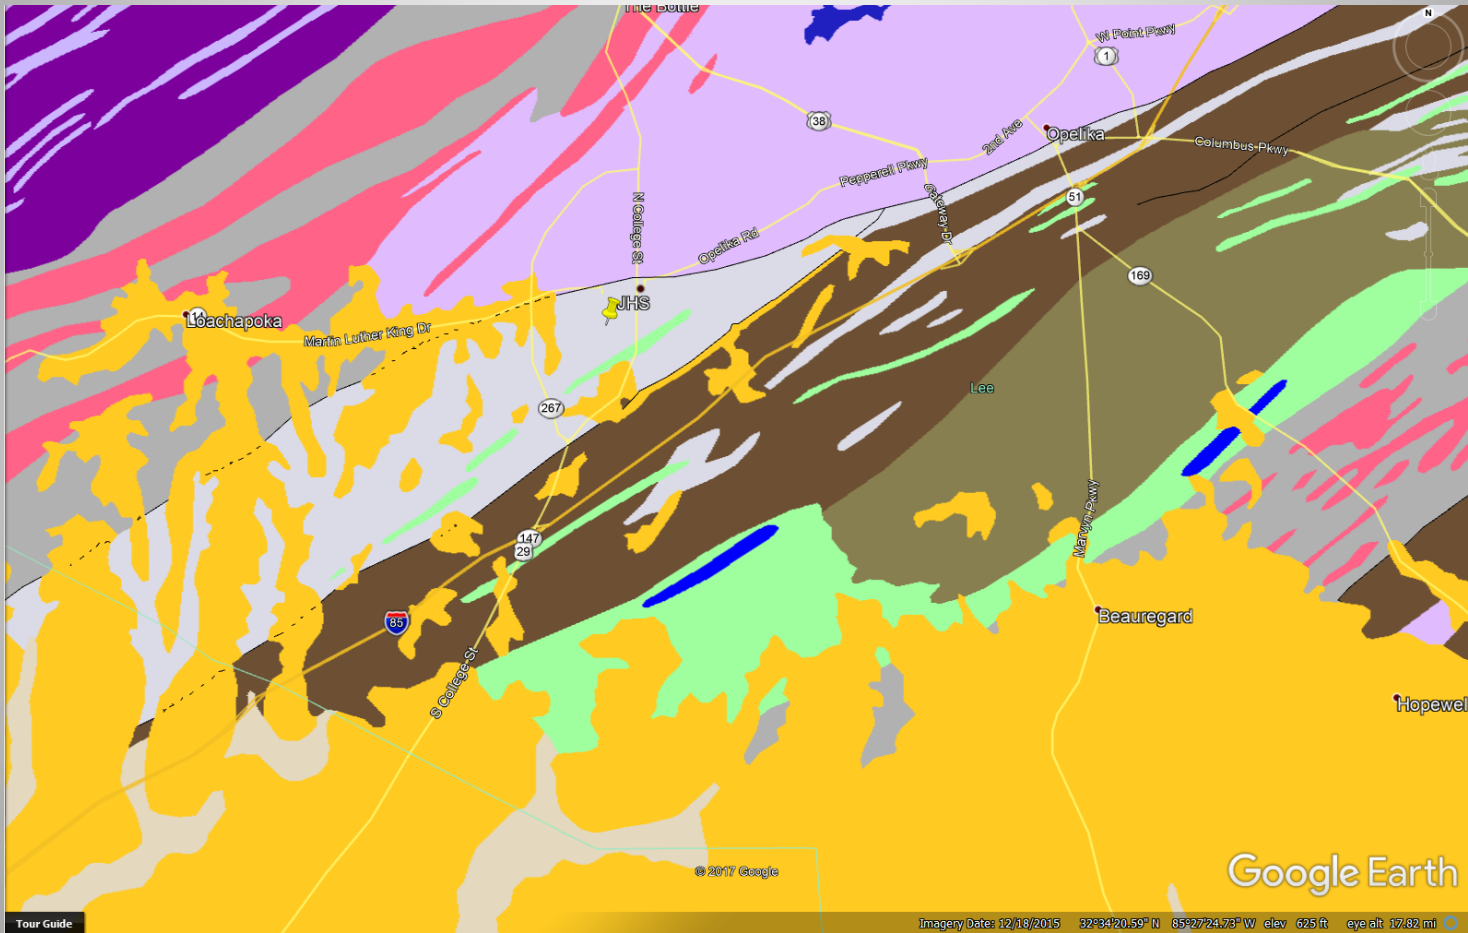 The Bottle
N
W Point Pkwy
1
38
2nd Ave
Opelika
Columbus Pkwy
Pepperell Pkwy
Gateway Dr
51
N College St
Opelika Rd
169
JHS
14
Loachapoka
Martin Luther King Dr
Lee
267
147
29
Marvyn Pkwy
85
Beauregard
S College St
Hopewel
© 2017 Google
Google Earth
Tour Guide
Imagery Date: 12/18/2015 32°34'20.59" N 85°27'24.73" W elev 625 ft eye alt 17.82 mi